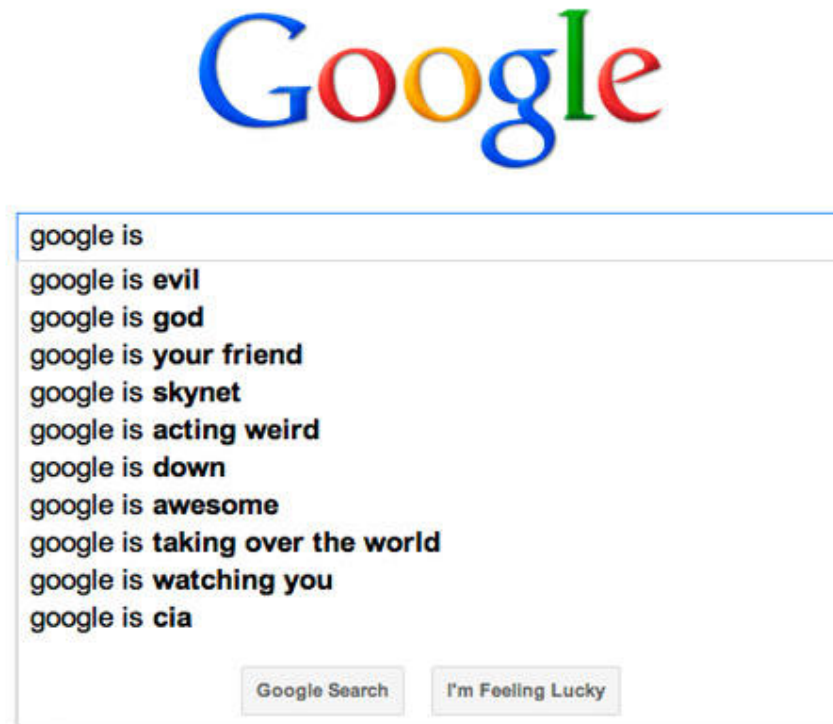 Google
google is
google is evil
google is god
google is your friend
google is skynet
google is acting weird
google is down
google is awesome
google is taking over the world
google is watching you
google is cia
Google Search I'm Feeling Lucky